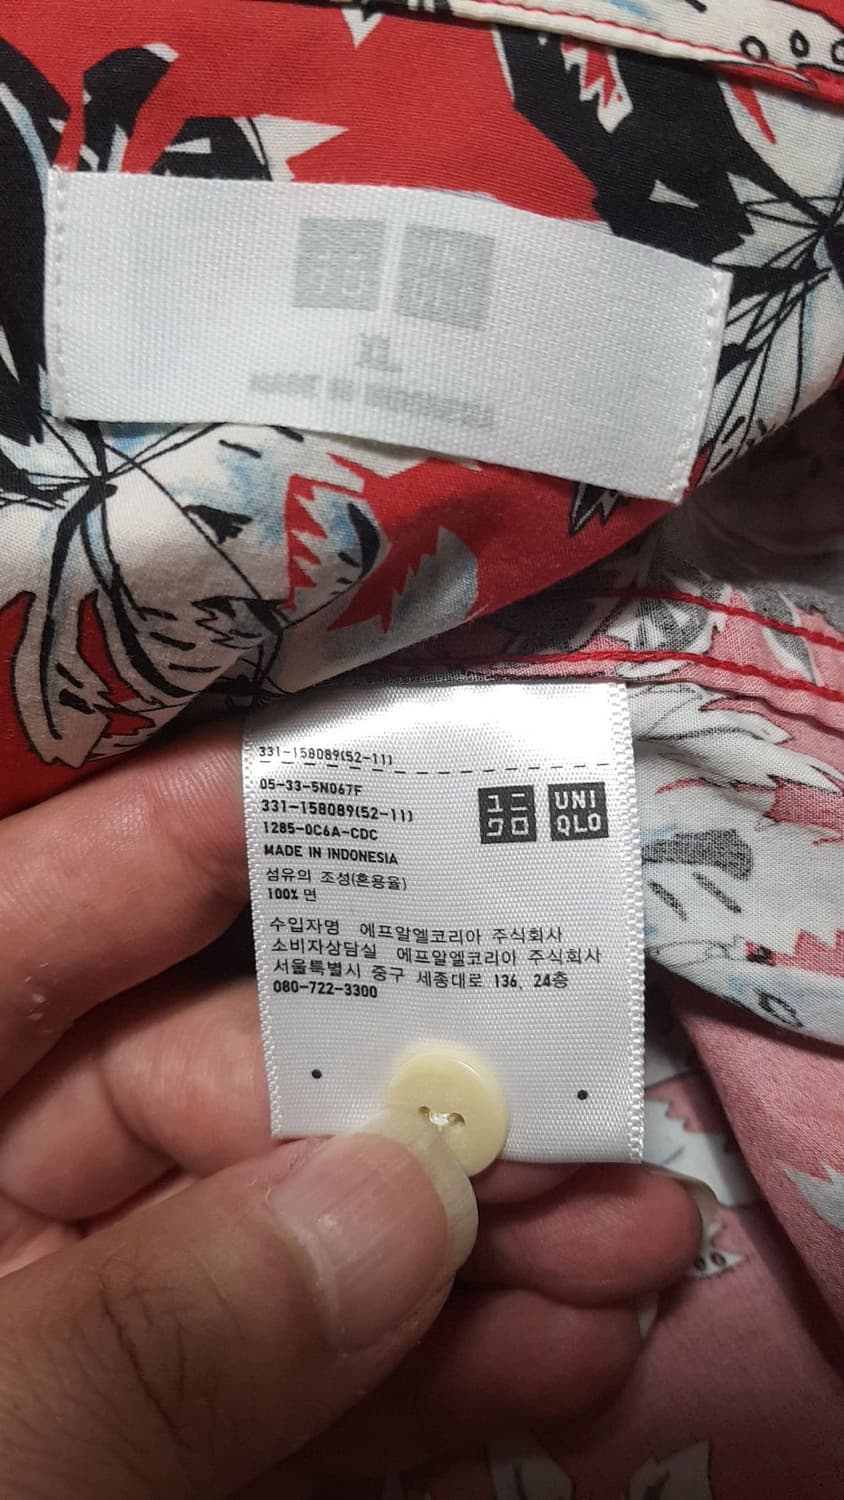 XL
MADE IN INDONESIA
331-158089(52-11)
05-33-5N067F
331-158089(52-11)
1285-0C6A-CDC
MADE IN INDONESIA
섬유의 조성(혼용율)
100% 면
ユニ
クロ
UNI
QLO
수입자명 에프알엘코리아 주식회사
소비자상담실 에프알엘코리아 주식회사
서울특별시 중구 세종대로 136, 24층
080-722-3300